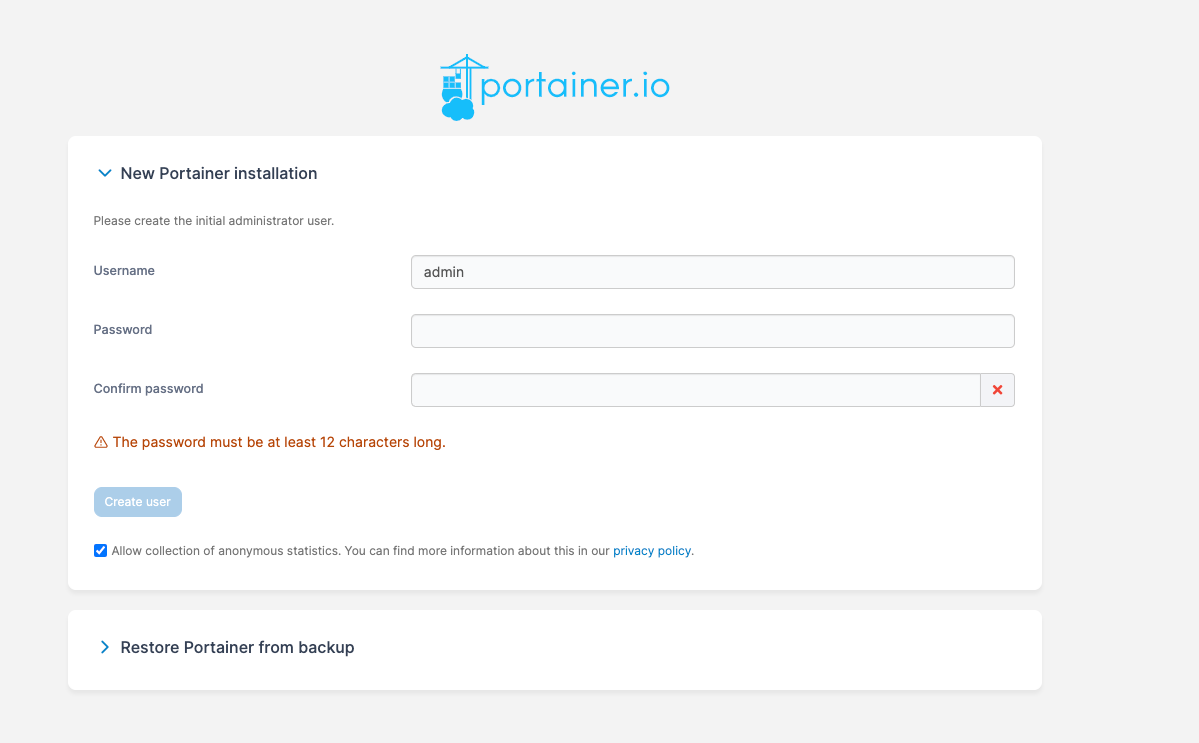 portainer.io
New Portainer installation
Please create the initial administrator user.
Username
admin
Password
Confirm password
The password must be at least 12 characters long.
Create user
Allow collection of anonymous statistics. You can find more information about this in our privacy policy.
Restore Portainer from backup